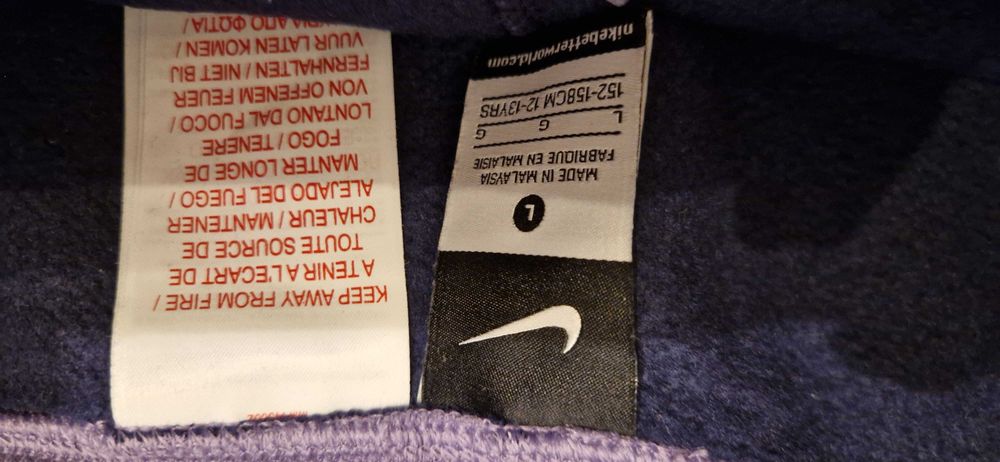 KEEP AWAY FROM FIRE /
A TENIR A L'ECART DE
TOUTE SOURCE DE
CHALEUR / MANTENER
ALEJADO DEL FUEGO /
MANTER LONGE DE
FOGO / TENERE
LONTANO DAL FUOCO /
VON OFFENEM FEUER
FERNHALTEN / NIET BIJ
VUUR LATEN KOMEN /
ΑΠΟ ΦΩΤΙΑ /
L
MADE IN MALAYSIA
FABRIQUE EN MALAISIE
L G G
152-158CM 12-13YRS
nikebetterworld.com